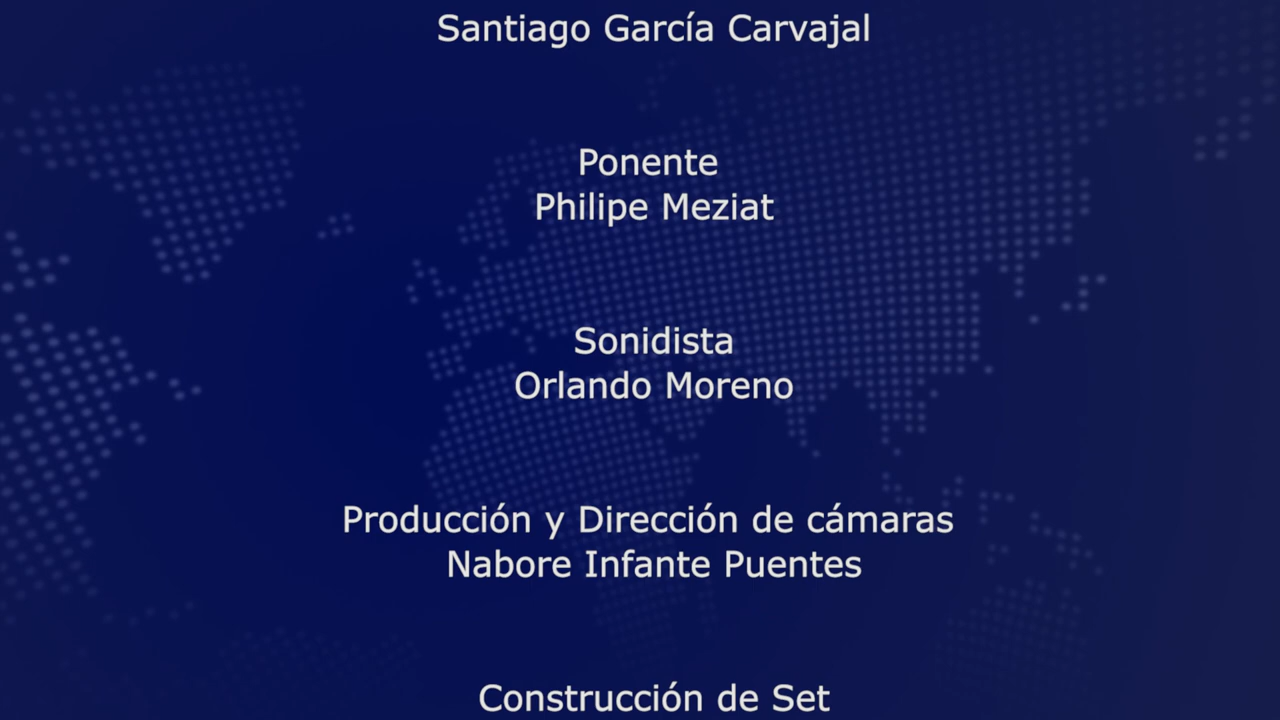 Santiago García Carvajal
Ponente
Philipe Meziat
Sonidista
Orlando Moreno
Producción y Dirección de cámaras
Nabore Infante Puentes
Construcción de Set